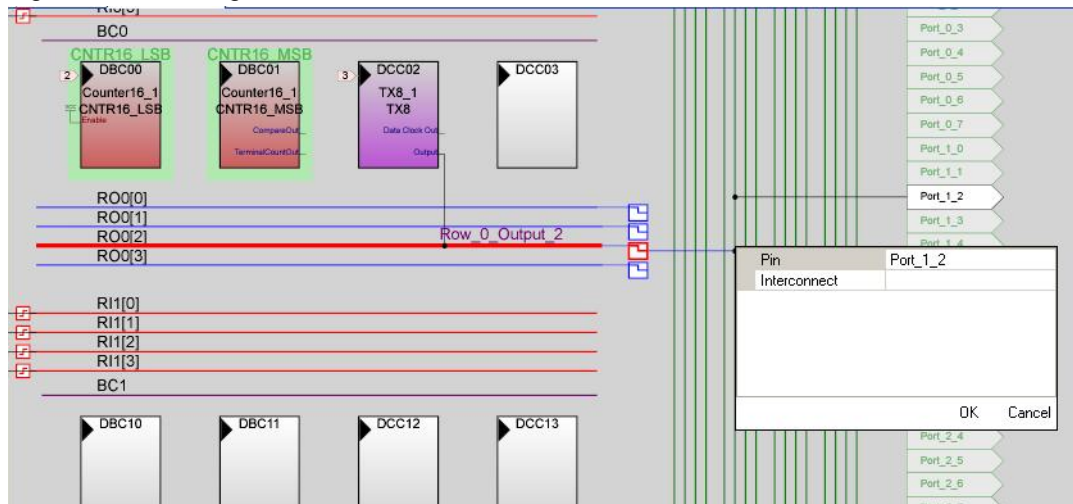 BC0
Port_0_3
Port_0_4
Port_0_5
Port_0_6
Port_0_7
Port_1_0
Port_1_1
Port_1_2
Port_1_3
Port_1_4
CNTR16_LSB
CNTR16_MSB
2
DBC00
Counter16_1
CNTR16_LSB
Enable
DBC01
Counter16_1
CNTR16_MSB
CompareOut
TerminalCountOut
3
DCC02
TX8_1
TX8
Data Clock Out
Output
DCC03
RO0[0]
RO0[1]
RO0[2]
Row_0_Output_2
RO0[3]
Pin Port_1_2
Interconnect
OK Cancel
RI1[0]
RI1[1]
RI1[2]
RI1[3]
BC1
DBC10
DBC11
DCC12
DCC13
Port_2_4
Port_2_5
Port_2_6